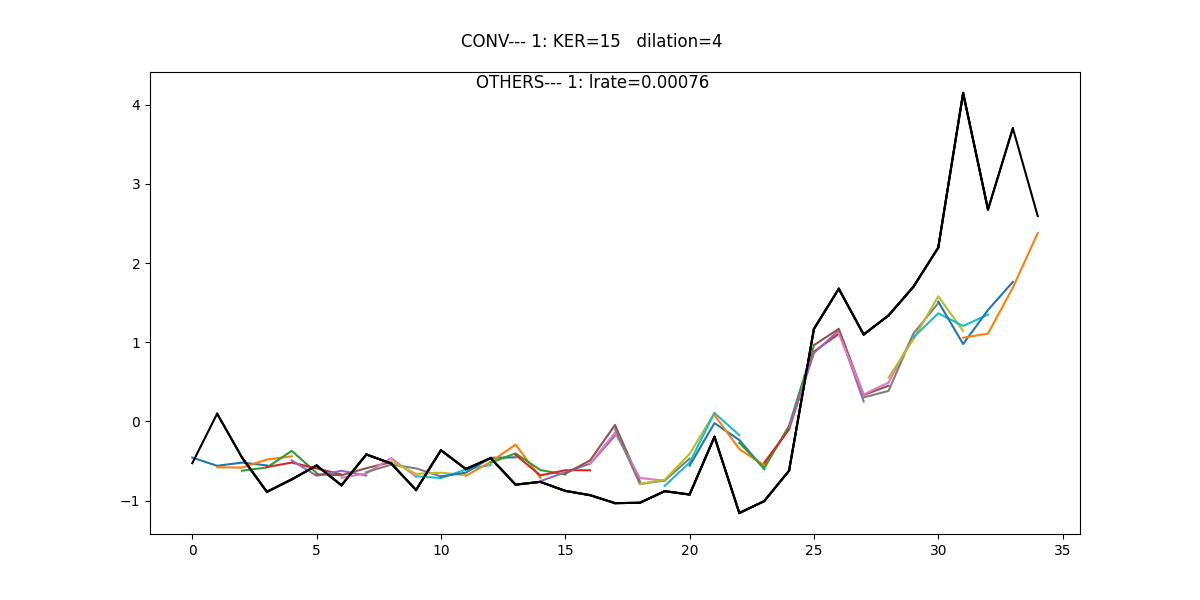 CONV--- 1: KER=15   dilation=4
OTHERS--- 1: lrate=0.00076
4
3
2
1
0
−1
0 5 10 15 20 25 30 35